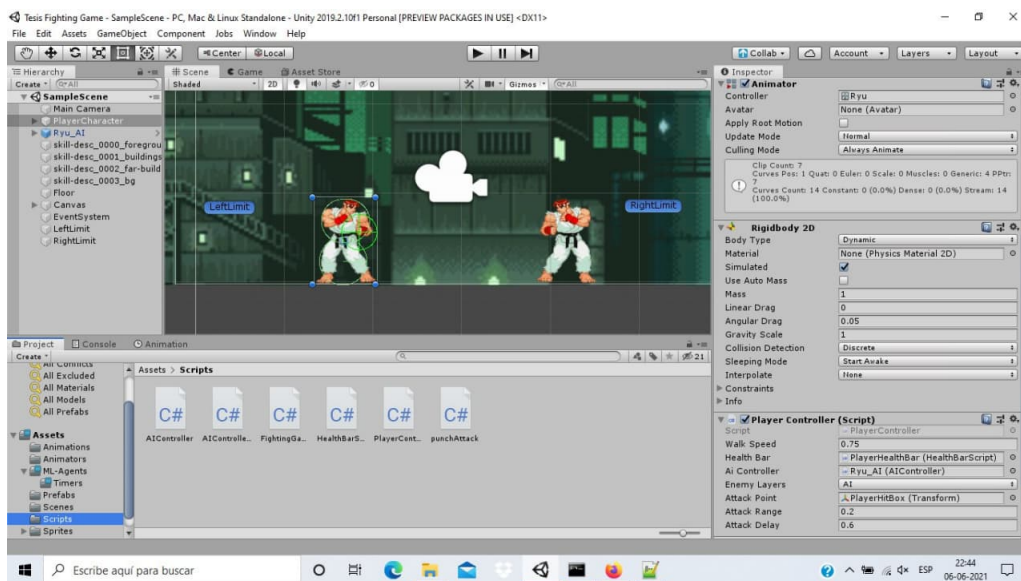 Tesis Fighting Game - SampleScene - PC, Mac & Linux Standalone - Unity 2019.2.10f1 Personal [PREVIEW PACKAGES IN USE] <DX11>
File Edit Assets GameObject Component Jobs Window Help
Center Local Collab Account Layers Layout
Hierarchy
Create All
SampleScene
Main Camera
PlayerCharacter
Ryu_AI
skill-desc_0000_foregrou
skill-desc_0001_buildings
skill-desc_0002_far-build
skill-desc_0003_bg
Floor
Canvas
EventSystem
LeftLimit
RightLimit
Scene Game Asset Store
Shaded 2D 0 Gizmos All
LeftLimit RightLimit
Project Console Animation
Create 21
All Conflicts
All Excluded
All Materials
All Models
All Prefabs
Assets
Animations
Animators
ML-Agents
Timers
Prefabs
Scenes
Scripts
Sprites
Assets > Scripts
C# C# C# C# C# C#
AIController AIControlle... FightingGa... HealthBarS... PlayerCont... punchAttack
Inspector
Animator
Controller Ryu
Avatar None (Avatar)
Apply Root Motion
Update Mode Normal
Culling Mode Always Animate
Clip Count: 7
Curves Pos: 1 Quat: 0 Euler: 0 Scale: 0 Muscles: 0 Generic: 4 PPtr:
7
Curves Count: 14 Constant: 0 (0.0%) Dense: 0 (0.0%) Stream: 14
(100.0%)
Rigidbody 2D
Body Type Dynamic
Material None (Physics Material 2D)
Simulated
Use Auto Mass
Mass 1
Linear Drag 0
Angular Drag 0.05
Gravity Scale 1
Collision Detection Discrete
Sleeping Mode Start Awake
Interpolate None
Constraints
Info
Player Controller (Script)
Script PlayerController
Walk Speed 0.75
Health Bar PlayerHealthBar (HealthBarScript)
Ai Controller Ryu_AI (AIController)
Enemy Layers AI
Attack Point PlayerHitBox (Transform)
Attack Range 0.2
Attack Delay 0.6
Escribe aquí para buscar
ESP
22:44
06-06-2021